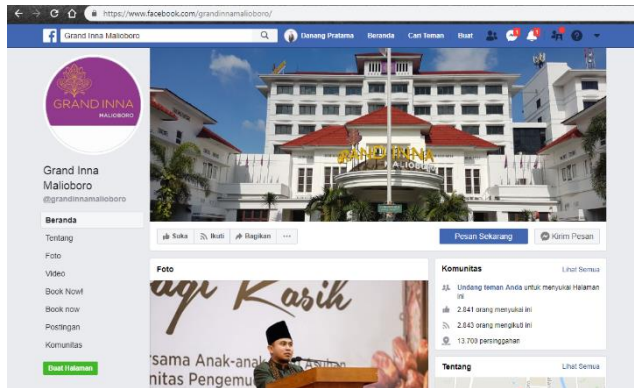 https://www.facebook.com/grandinnamalioboro/
Grand Inna Malioboro
Danang Pratama
Beranda
Cari Teman
Buat
GRAND INNA
MALIOBORO
GRAND INNA
MALIOBORO
Grand Inna
Malioboro
@grandinnamalioboro
Beranda
Tentang
Foto
Video
Book Now!
Book now
Postingan
Komunitas
Buat Halaman
Suka
Ikuti
Bagikan
Pesan Sekarang
Kirim Pesan
Foto
agi Kasih
sama Anak-anak Asuhan
nitas Pengemu
Komunitas
Lihat Semua
Undang teman Anda untuk menyukai Halaman
ini
2.841 orang menyukai ini
2.843 orang mengikuti ini
13.708 persinggahan
Tentang
Lihat Semua